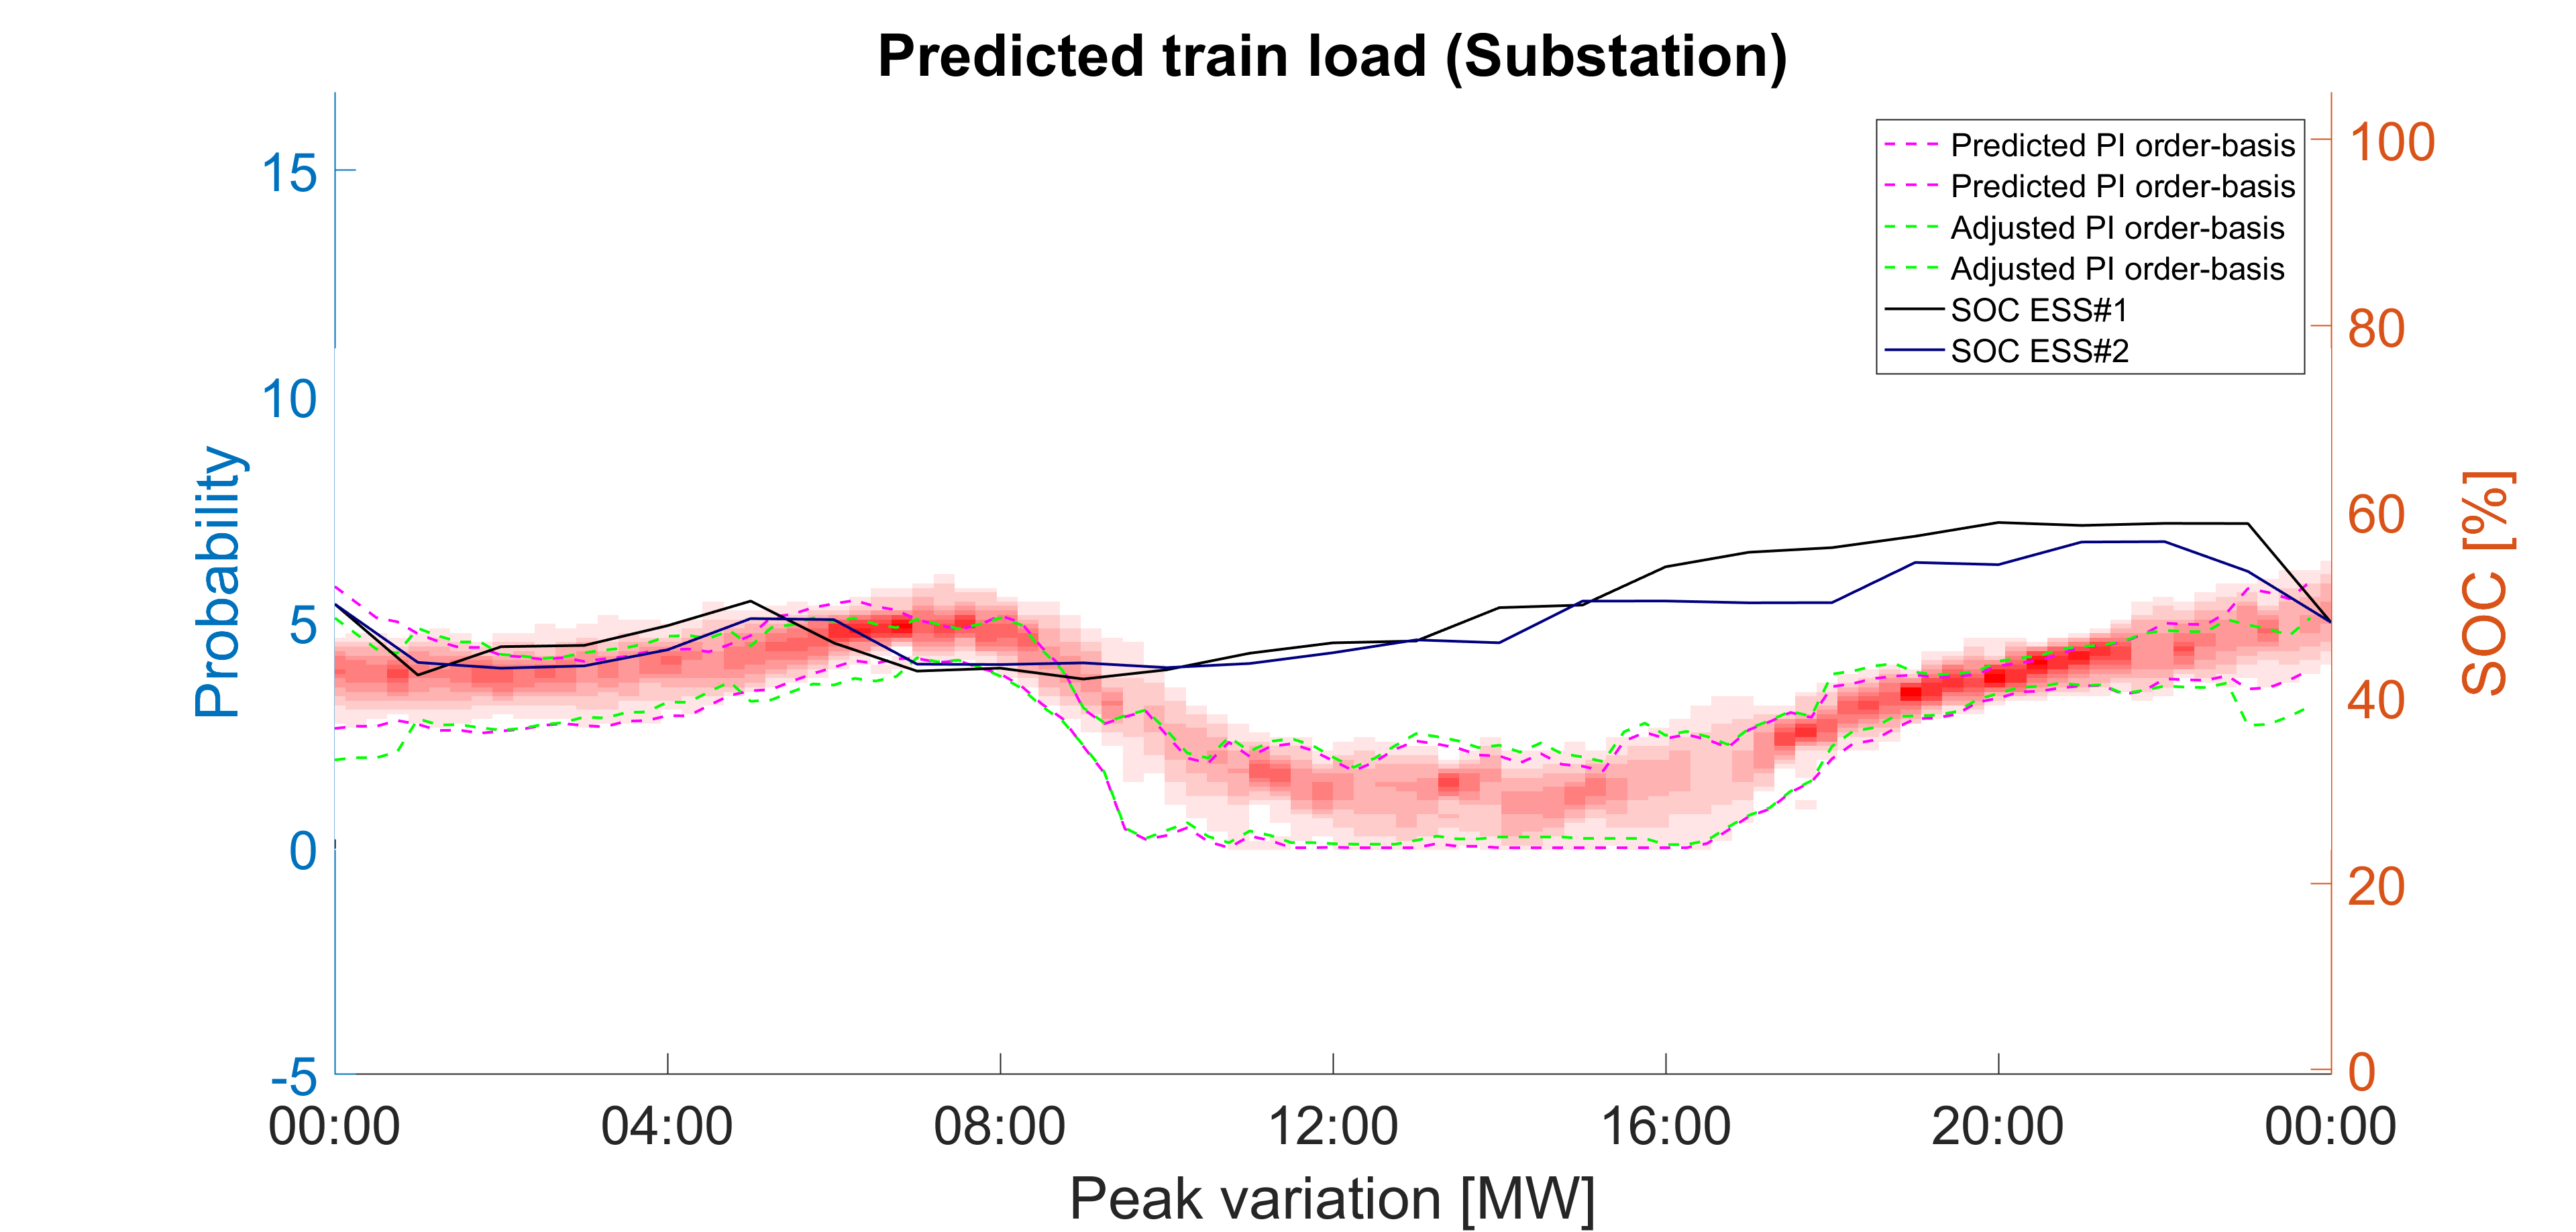 Predicted train load (Substation)
Probability
15
10
5
0
-5
Predicted PI order-basis
Predicted PI order-basis
Adjusted PI order-basis
Adjusted PI order-basis
SOC ESS#1
SOC ESS#2
100
80
60
40
20
0
SOC [%]
00:00 04:00 08:00 12:00 16:00 20:00 00:00
Peak variation [MW]